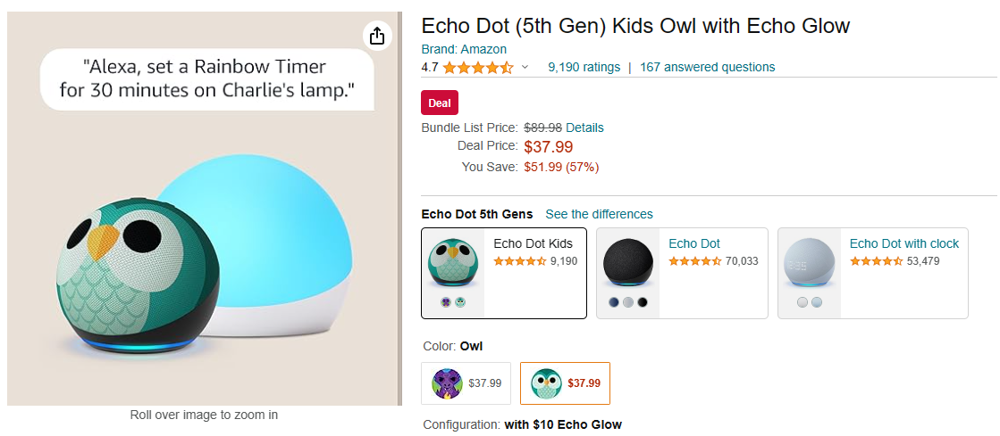 "Alexa, set a Rainbow Timer
for 30 minutes on Charlie's lamp."
Roll over image to zoom in
Echo Dot (5th Gen) Kids Owl with Echo Glow
Brand: Amazon
4.7 9,190 ratings | 167 answered questions
Deal
Bundle List Price: $89.98 Details
Deal Price: $37.99
You Save: $51.99 (57%)
Echo Dot 5th Gens See the differences
Echo Dot Kids
9,190
Echo Dot
70,033
Echo Dot with clock
53,479
Color: Owl
$37.99
$37.99
Configuration: with $10 Echo Glow